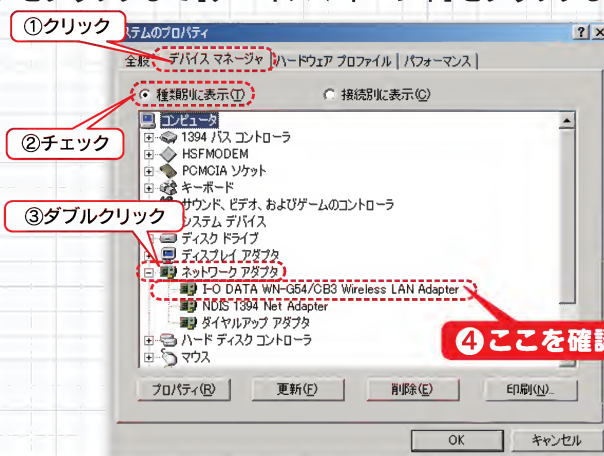 ①クリック
ステムのプロパティ
全般 デバイス マネージャ ハードウェア プロファイル パフォーマンス
種類別に表示(T) 接続別に表示(C)
②チェック
コンピュータ
1394 バス コントローラ
HSFMODEM
PCMCIA ソケット
キーボード
サウンド、ビデオ、およびゲームのコントローラ
③ダブルクリック
システム デバイス
ディスク ドライブ
ディスプレイ アダプタ
ネットワーク アダプタ
I-O DATA WN-G54/CB3 Wireless LAN Adapter
NDIS 1394 Net Adapter
ダイヤルアップ アダプタ
④ここを確認
ハード ディスク コントローラ
マウス
プロパティ(R) 更新(F) 削除(E) 印刷(N)...
OK キャンセル